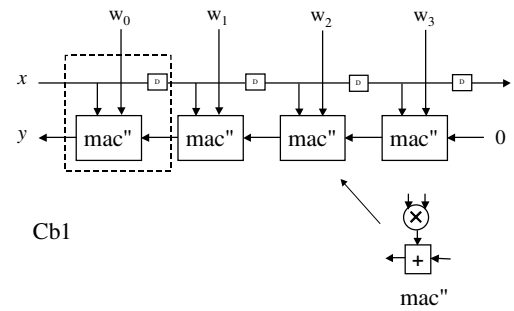 w₀ w₁ w₂ w₃
x D D D D
y mac" mac" mac" mac" 0
×
Cb1
+
mac"